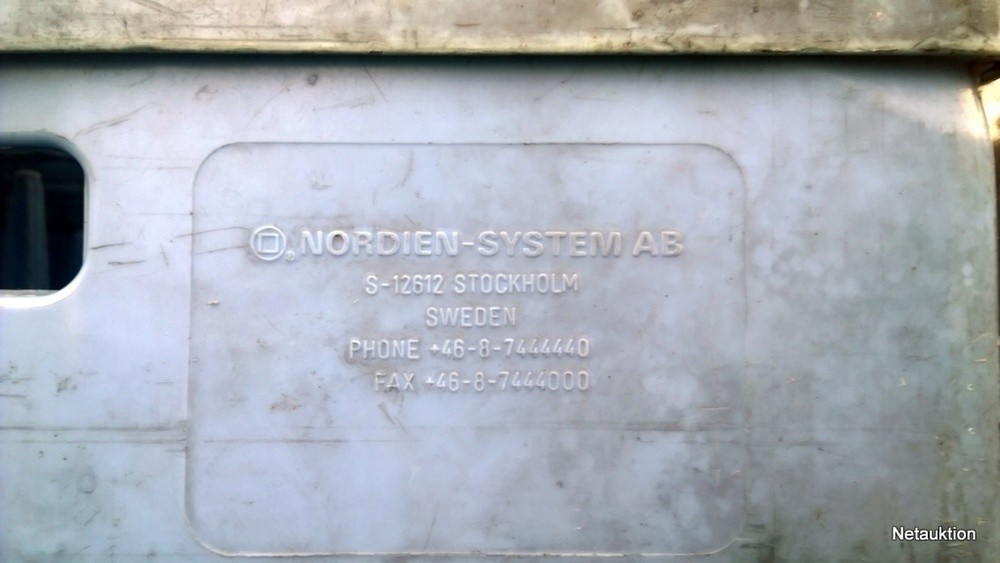 NORDIEN-SYSTEM AB
S-12612 STOCKHOLM
SWEDEN
PHONE +46-8-7444440
FAX +46-8-7444000
Netauktion